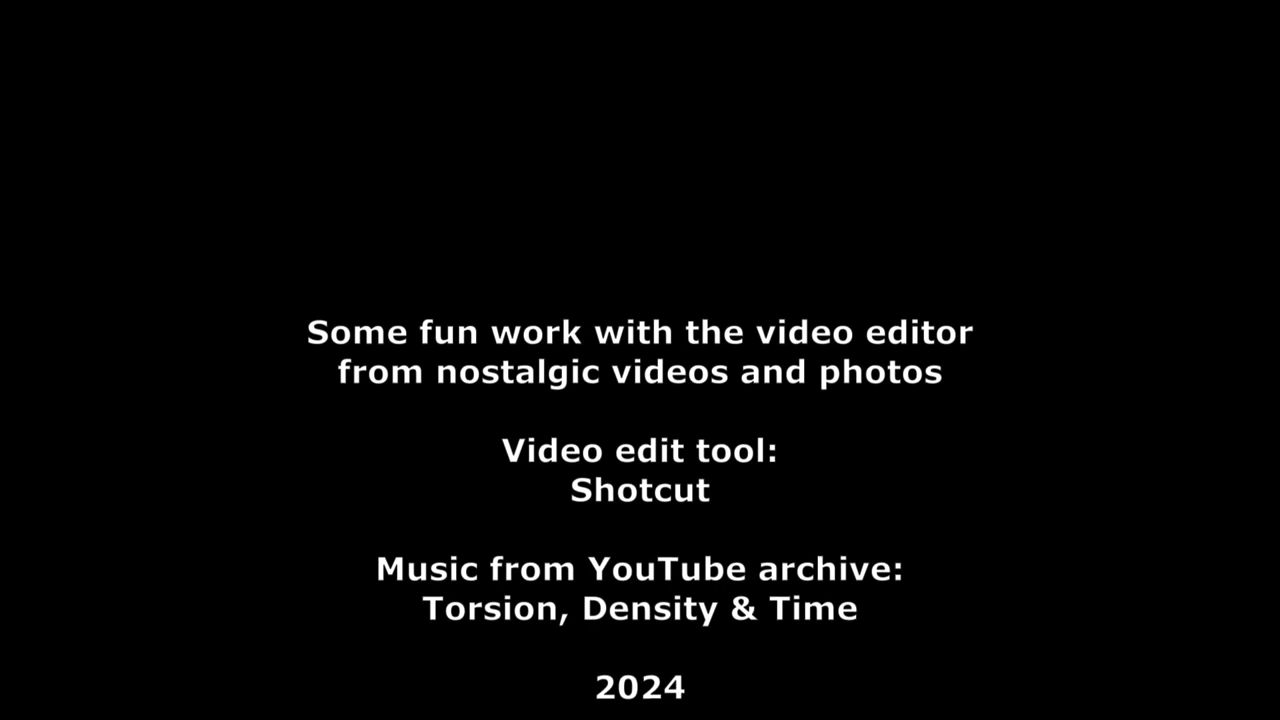 Some fun work with the video editor
from nostalgic videos and photos
Video edit tool:
Shotcut
Music from YouTube archive:
Torsion, Density & Time
2024